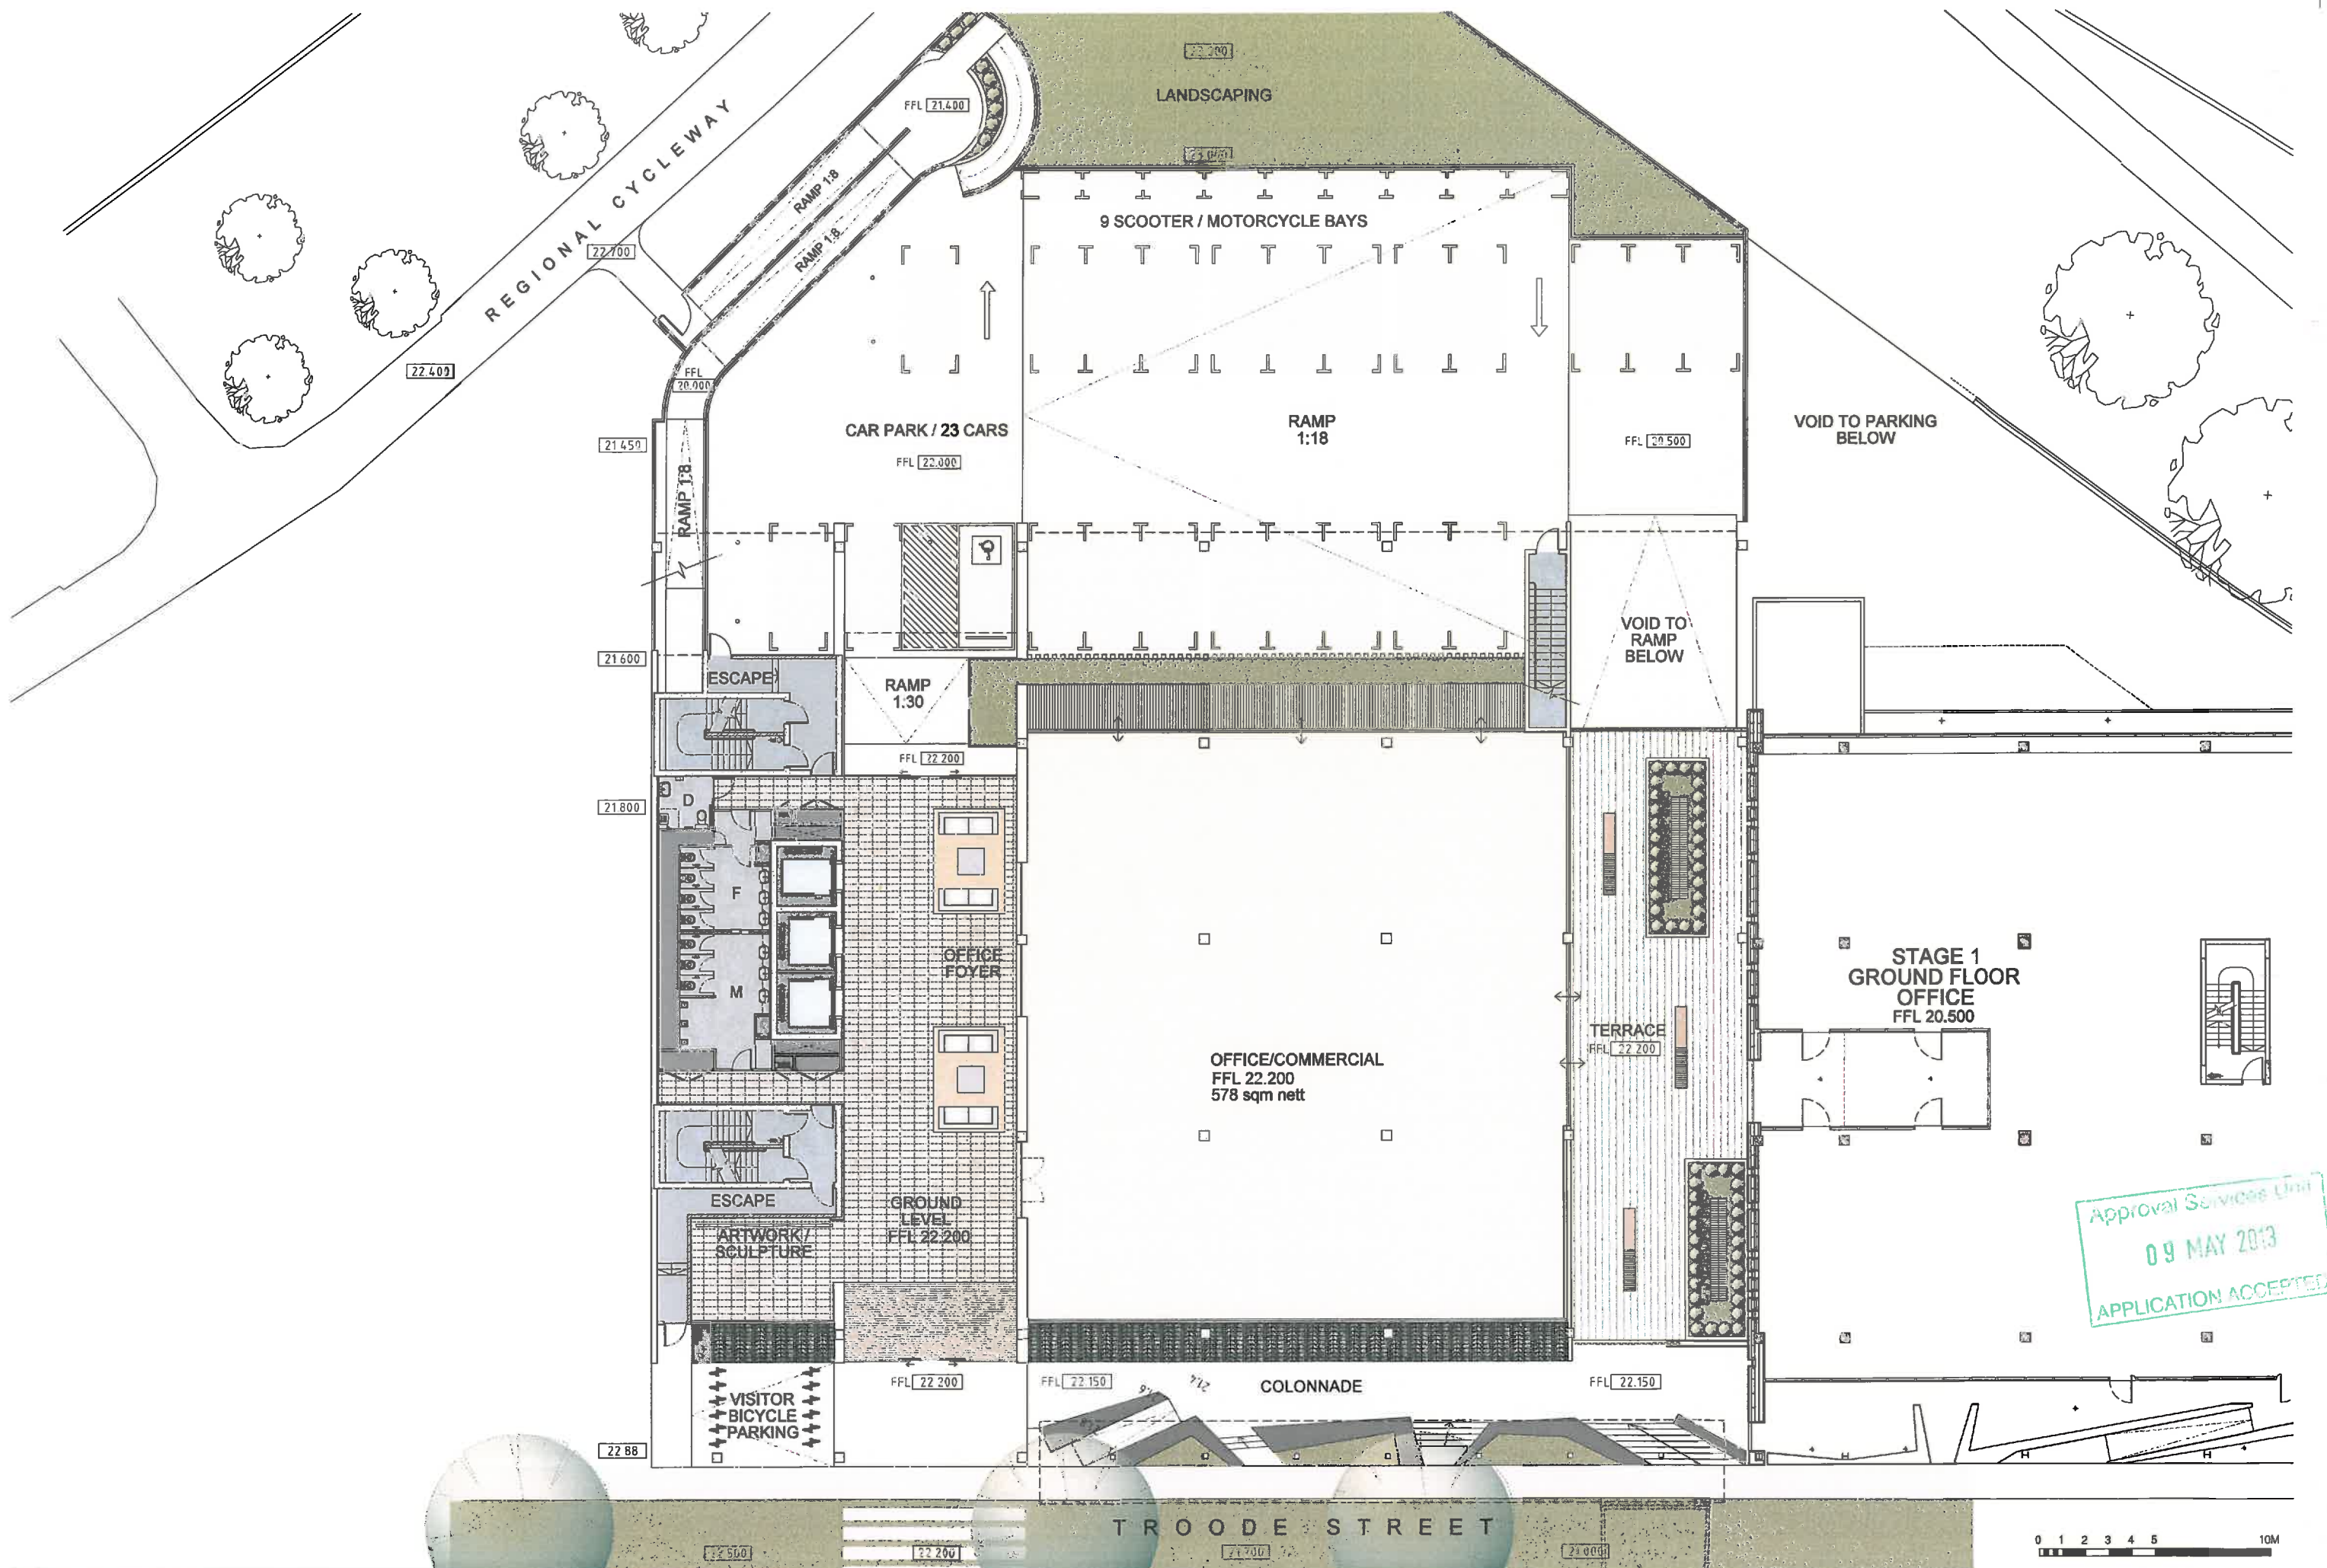 LANDSCAPING
FFL 21.400
REGIONAL CYCLEWAY
RAMP 1:8
RAMP 1:8
9 SCOOTER / MOTORCYCLE BAYS
22.700
22.400
FFL
20.000
CAR PARK / 23 CARS
FFL 22.000
RAMP
1:18
FFL 20.500
VOID TO PARKING
BELOW
21.450
RAMP 1:8
21.600
ESCAPE
RAMP
1:30
VOID TO
RAMP
BELOW
FFL 22.200
21.800
D
F
M
OFFICE
FOYER
STAGE 1
GROUND FLOOR
OFFICE
FFL 20.500
TERRACE
FFL 22.200
OFFICE/COMMERCIAL
FFL 22.200
578 sqm nett
ESCAPE
GROUND
LEVEL
FFL 22.200
ARTWORK /
SCULPTURE
Approval Services Unit
09 MAY 2013
APPLICATION ACCEPTED
FFL 22.200
FFL 22.150
COLONNADE
FFL 22.150
21.4
VISITOR
BICYCLE
PARKING
22 88
H
H
H
TROODE STREET
22.500
22.200
0 1 2 3 4 5 10M